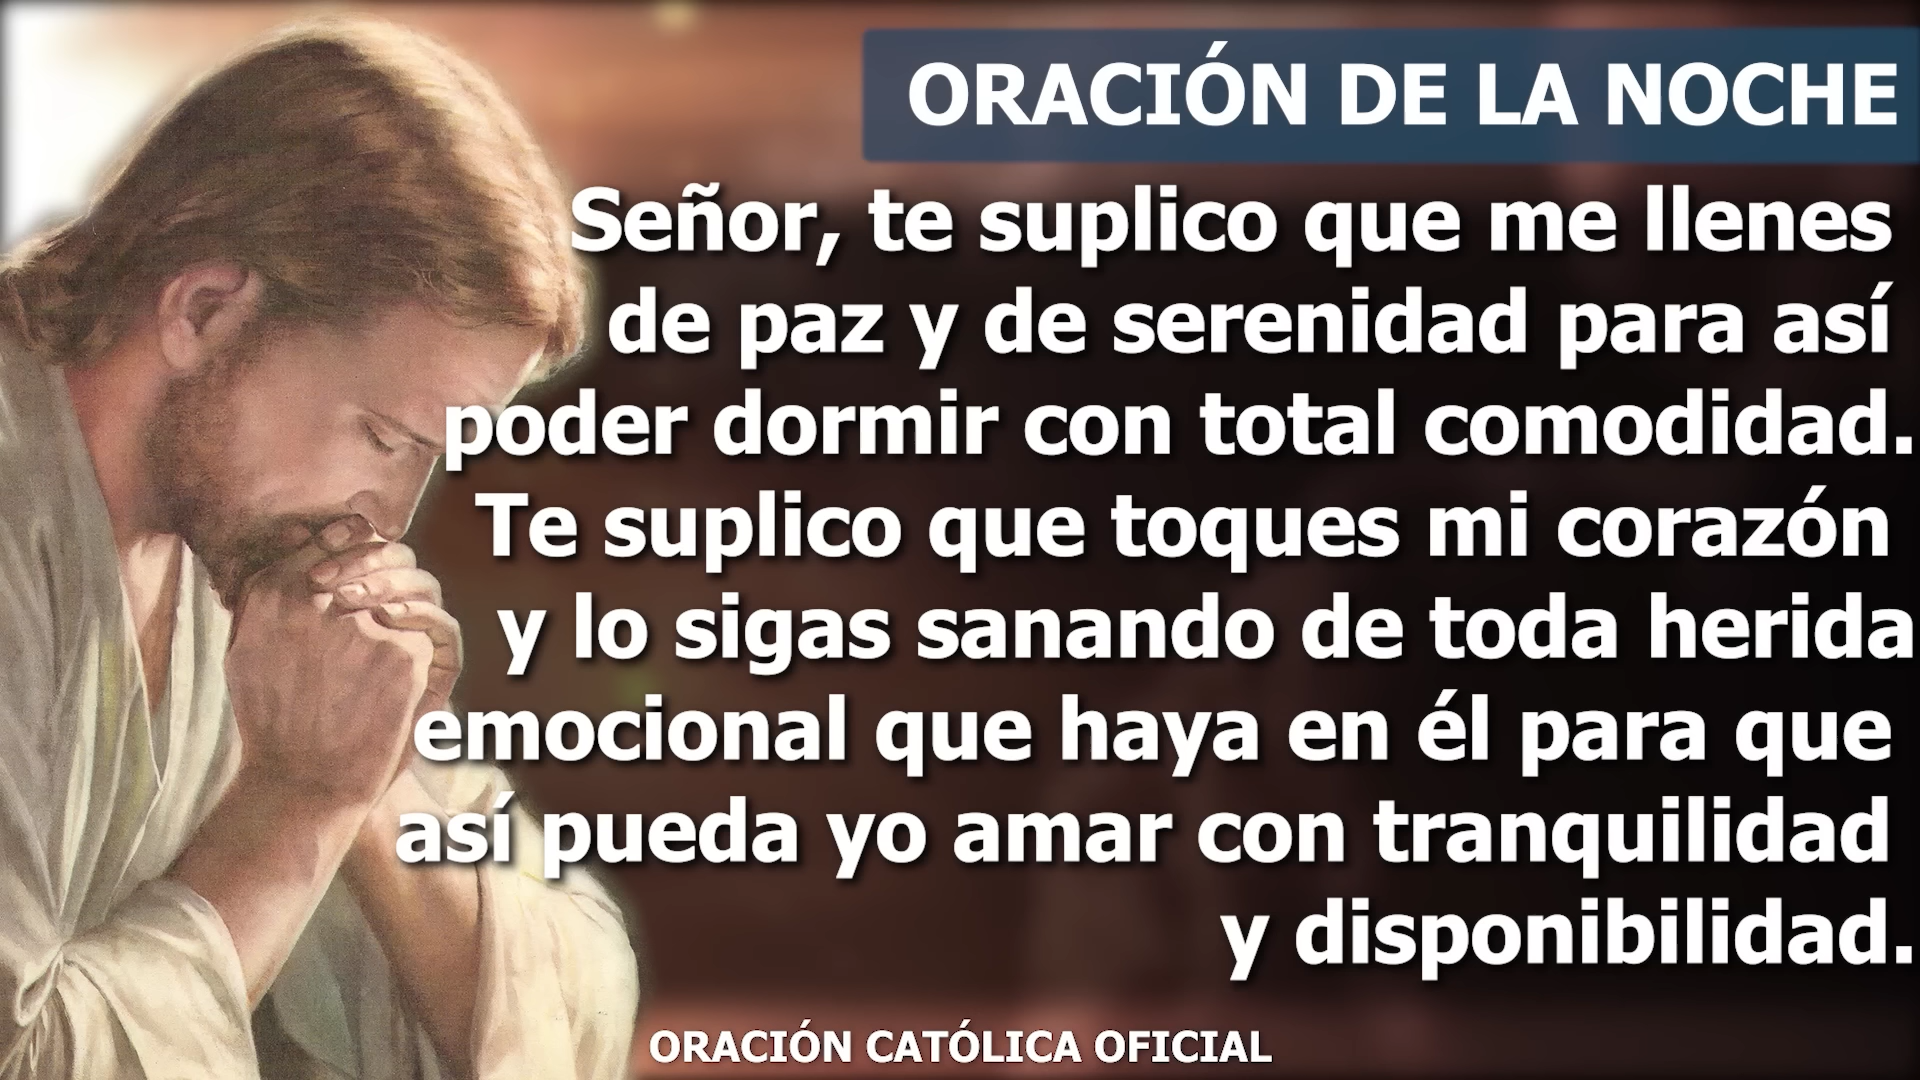 ORACIÓN DE LA NOCHE
Señor, te suplico que me llenes
de paz y de serenidad para así
poder dormir con total comodidad.
Te suplico que toques mi corazón
y lo sigas sanando de toda herida
emocional que haya en él para que
así pueda yo amar con tranquilidad
y disponibilidad.
ORACIÓN CATÓLICA OFICIAL